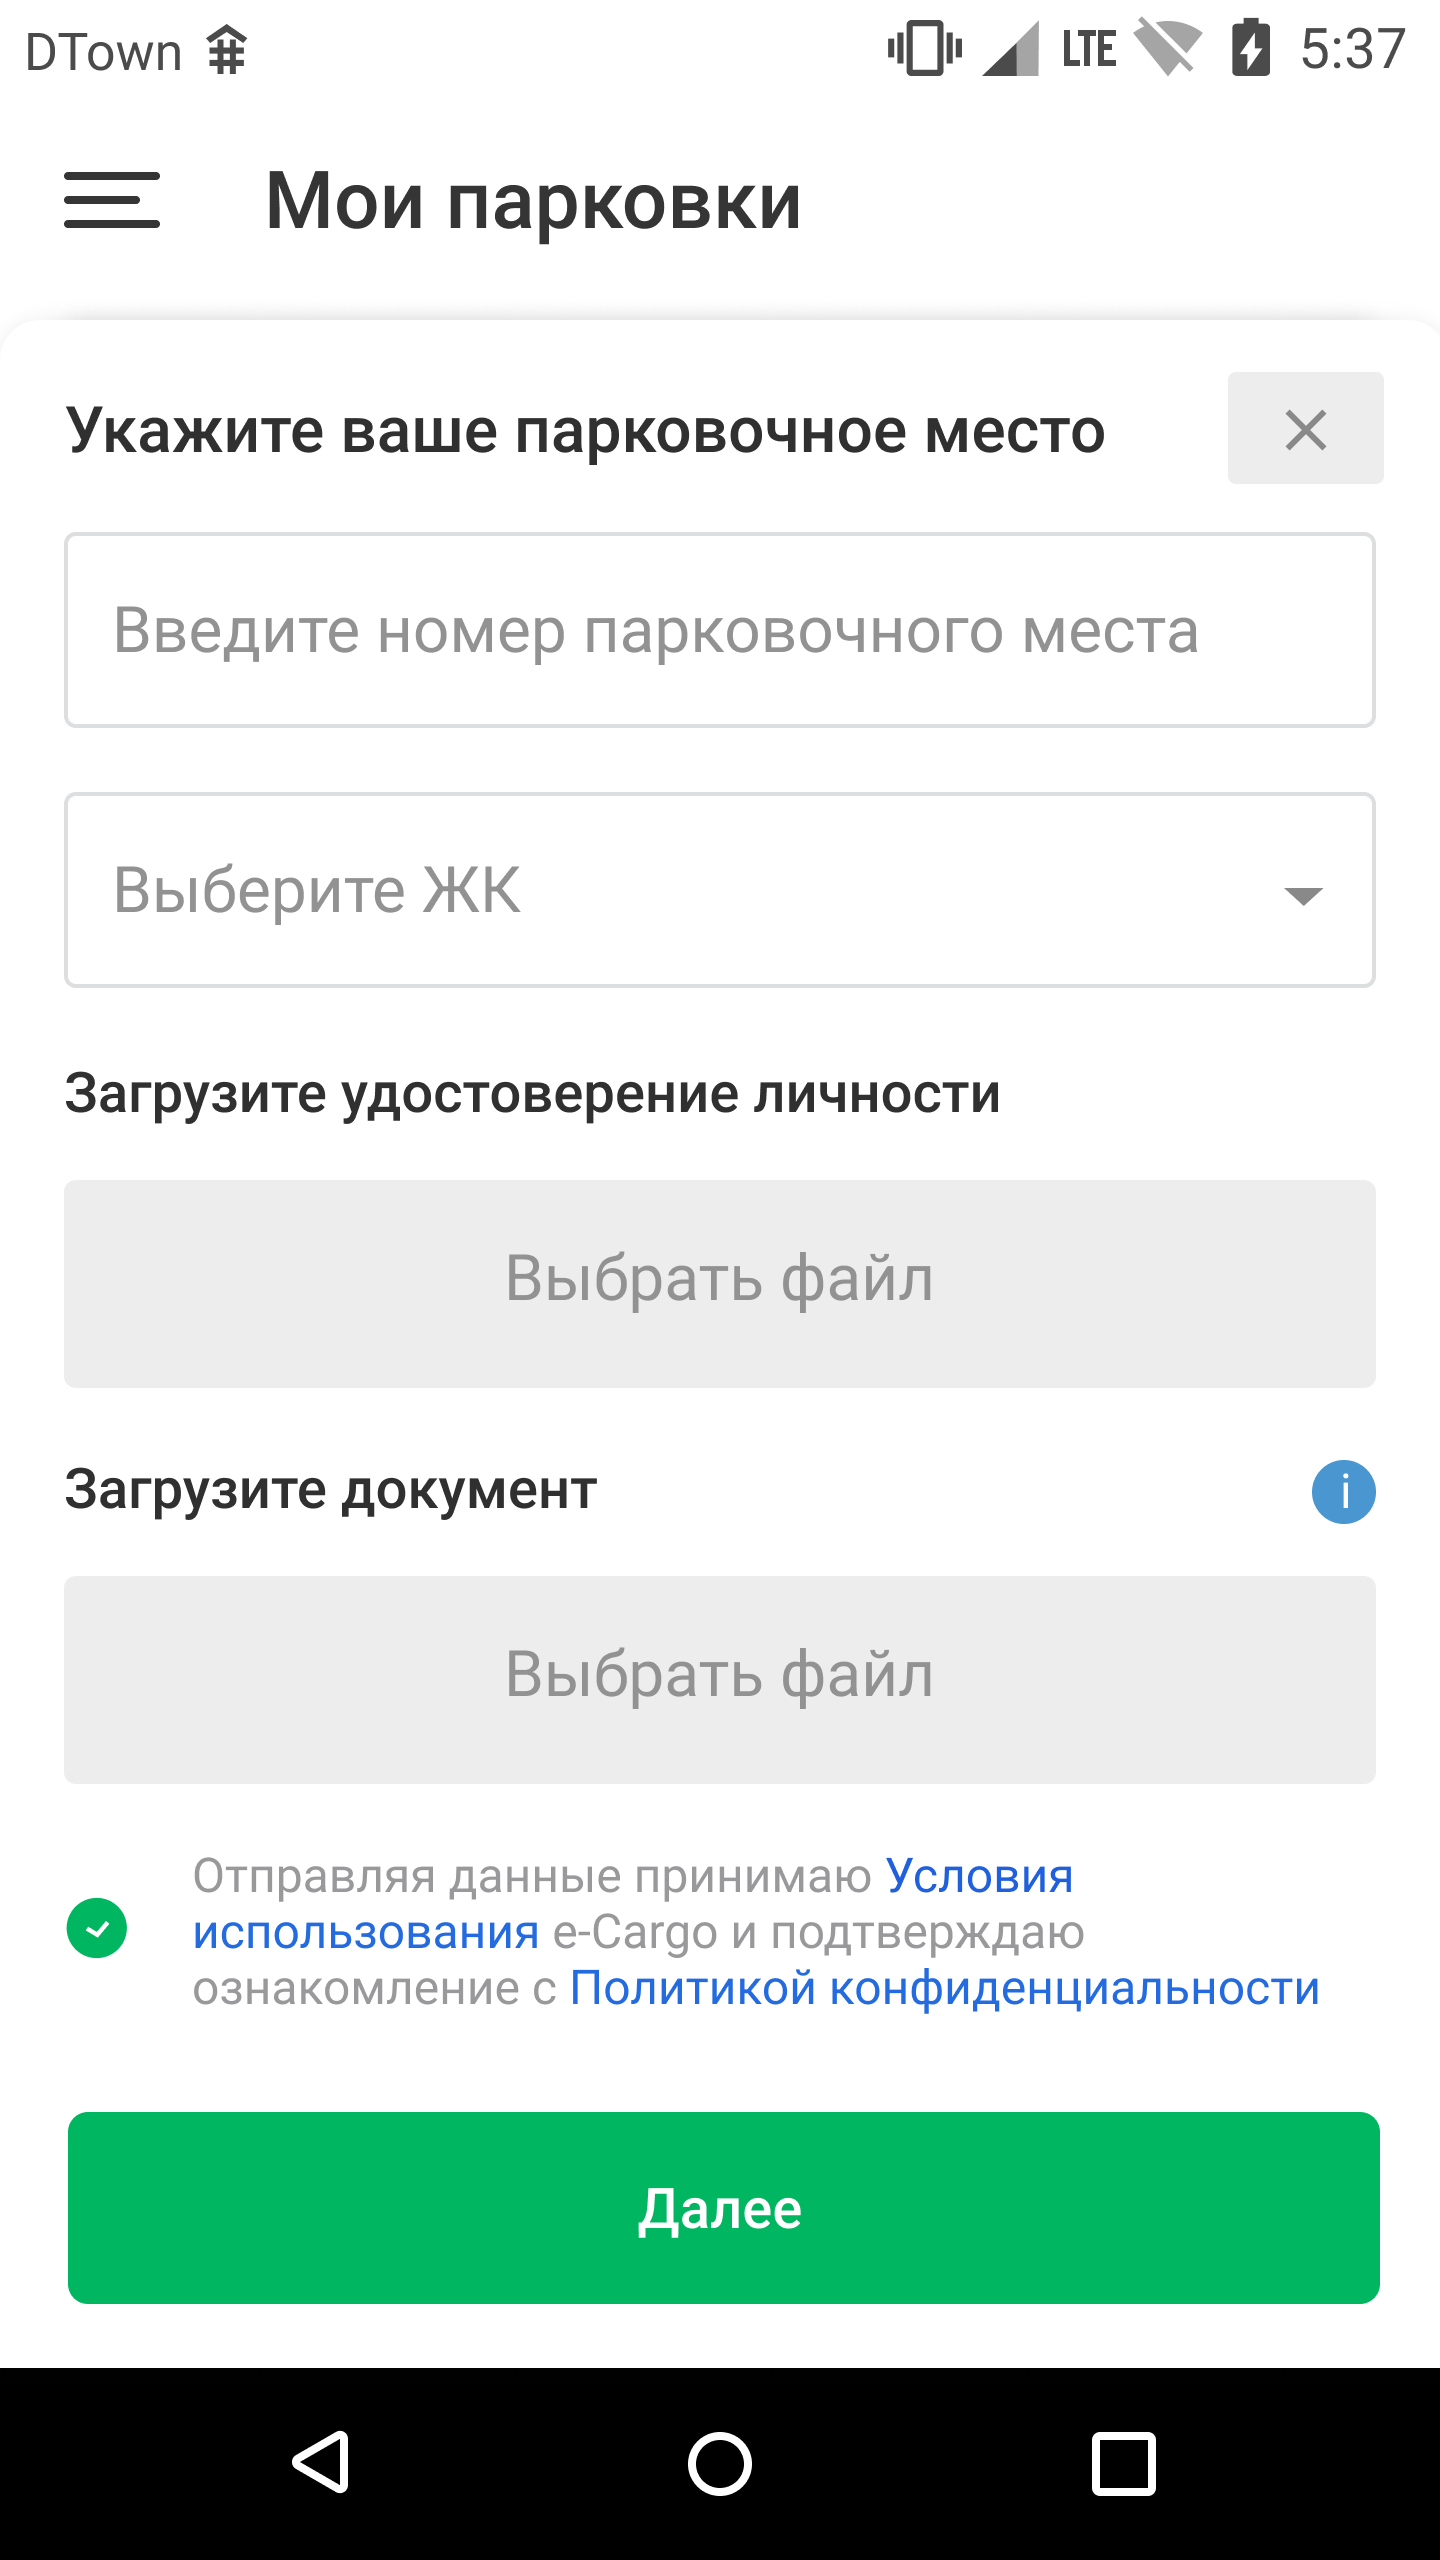 DTown
LTE 5:37
Мои парковки
Укажите ваше парковочное место
Введите номер парковочного места
Выберите ЖК
Загрузите удостоверение личности
Выбрать файл
Загрузите документ
i
Выбрать файл
Отправляя данные принимаю Условия
использования e-Cargo и подтверждаю
ознакомление с Политикой конфиденциальности
Далее